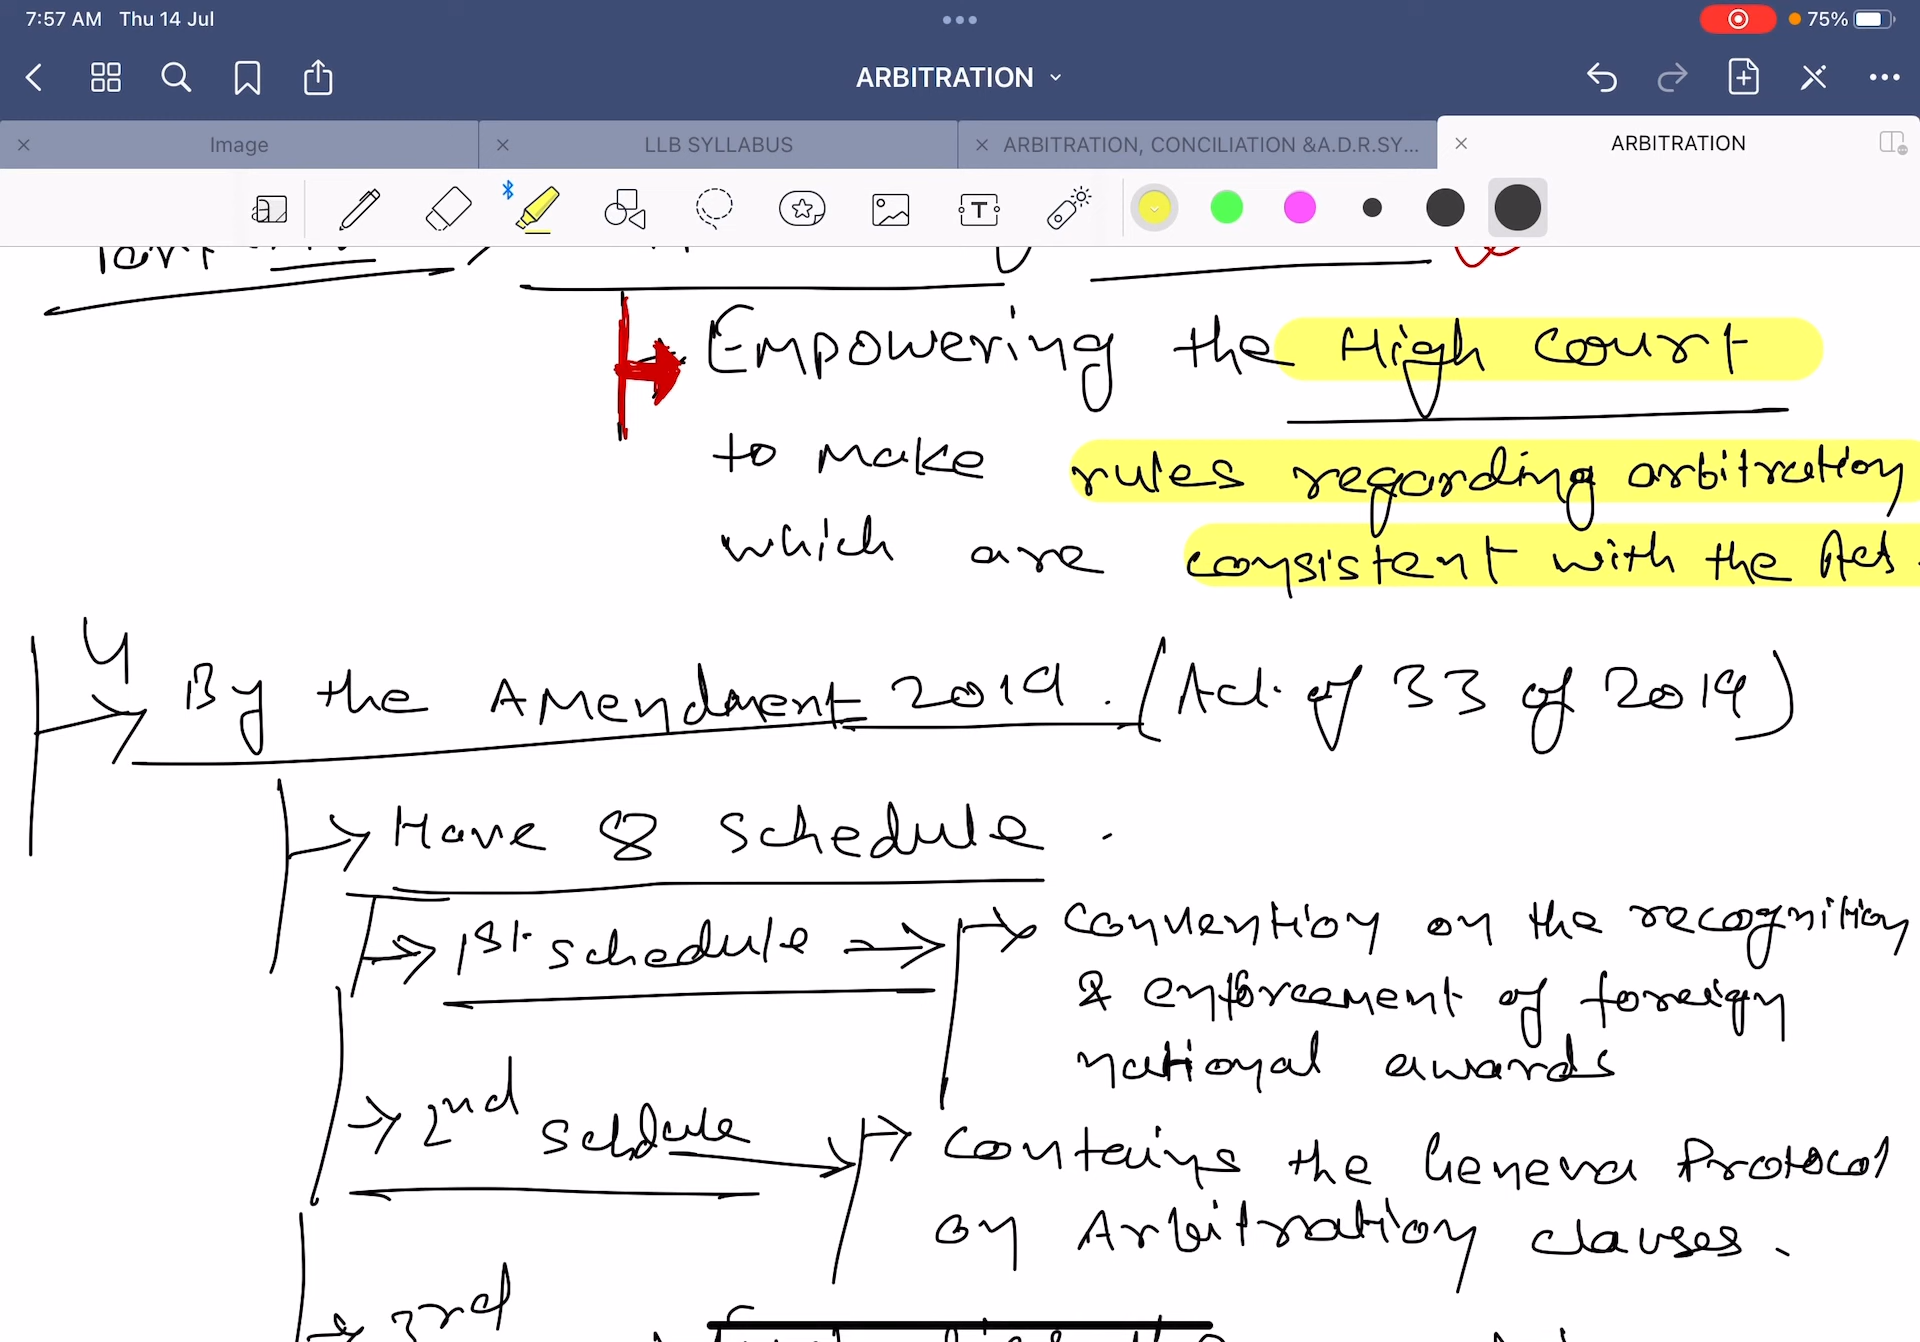 7:57 AM Thu 14 Jul
75%
ARBITRATION
Image
LLB SYLLABUS
ARBITRATION, CONCILIATION &A.D.R.SY...
ARBITRATION
T
Empowering the High Court
to make rules regarding arbitration
which are consistent with the Act.
4
By the Amendment 2019. (Act of 33 of 2019)
Have 8 schedule.
1st schedule → convention on the recognition
& enforcement of foreign
national awards
2nd schdule → contains the Geneva Protocol
on Arbitration clauses.
3rd